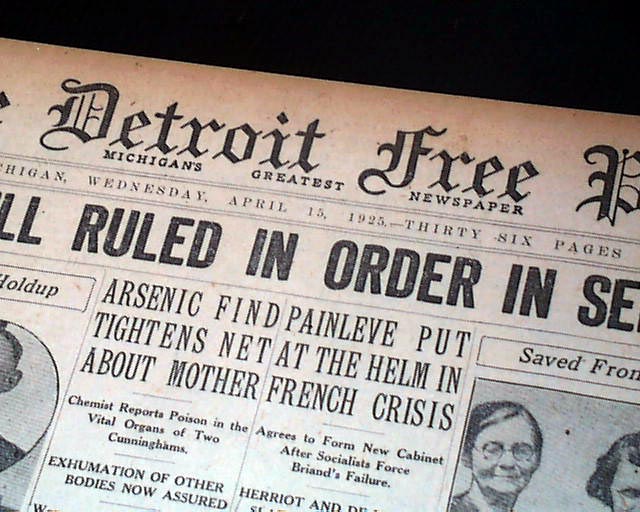 Detroit Free
MICHIGAN'S GREATEST NEWSPAPER
WEDNESDAY, APRIL 15, 1925.—THIRTY-SIX PAGES
RULED IN ORDER IN
Holdup
ARSENIC FIND
TIGHTENS NET
ABOUT MOTHER
Chemist Reports Poison in the
Vital Organs of Two
Cunninghams.
EXHUMATION OF OTHER
BODIES NOW ASSURED
PAINLEVE PUT
AT THE HELM IN
FRENCH CRISIS
Agrees to Form New Cabinet
After Socialists Force
Briand's Failure.
HERRIOT AND DE
Saved From